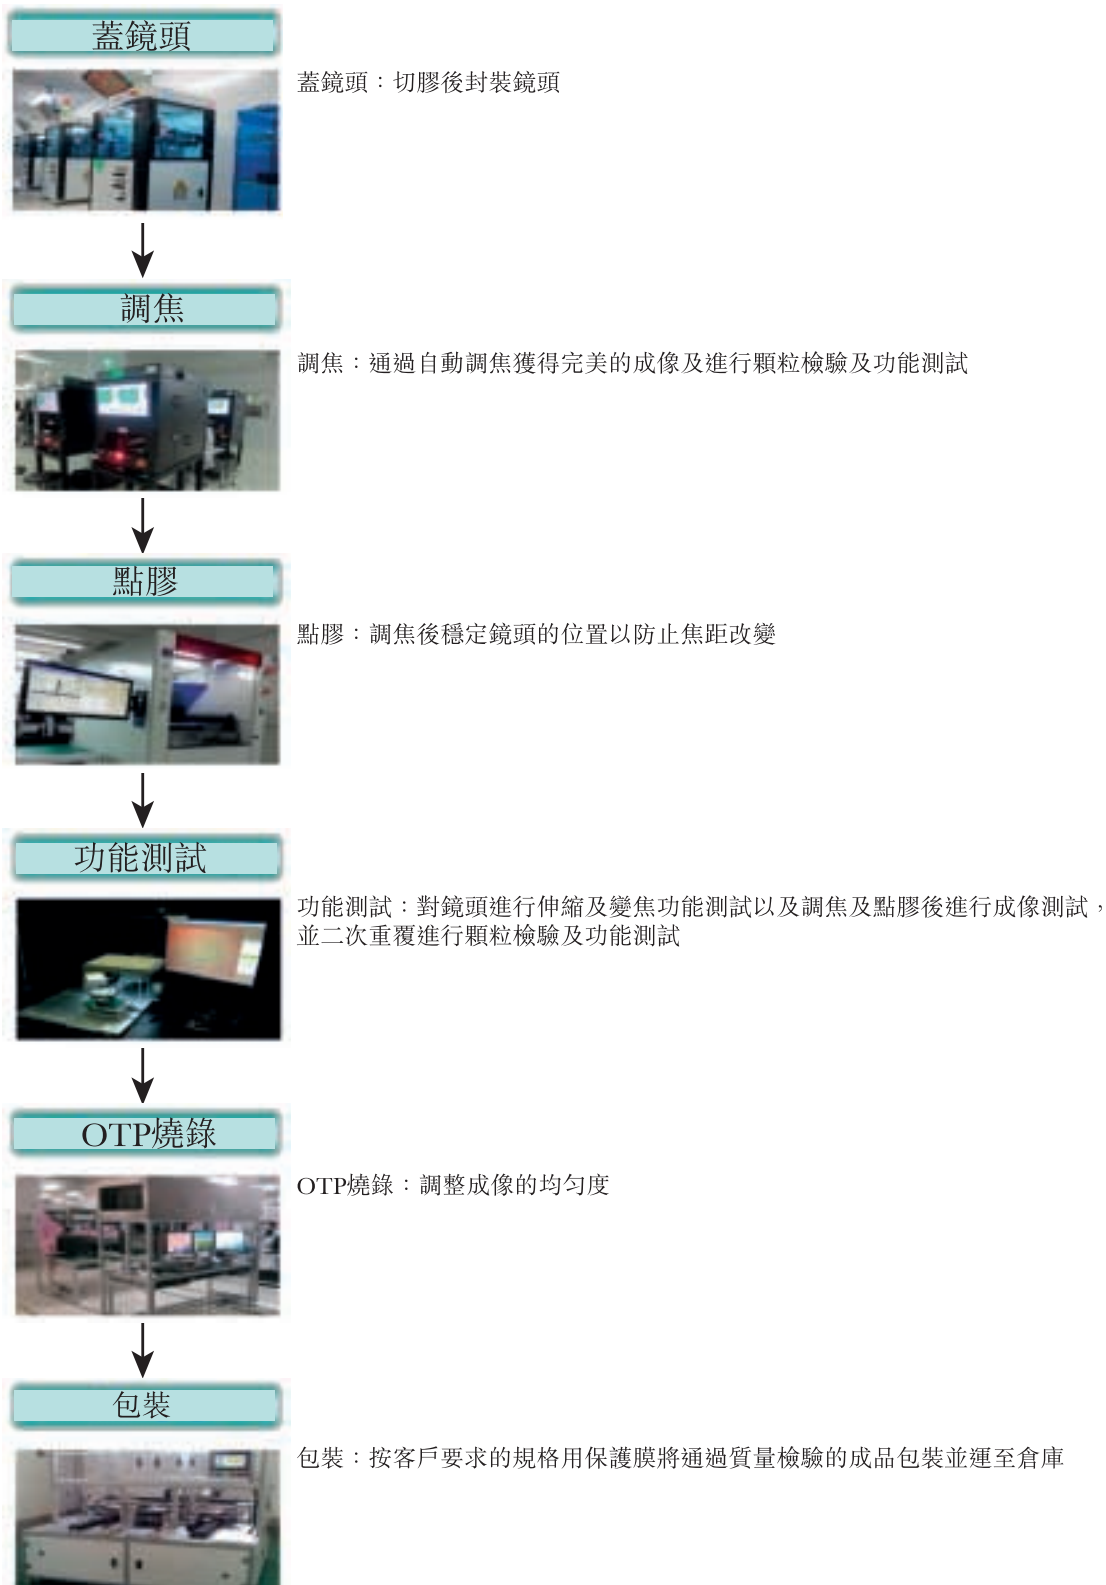 蓋鏡頭
蓋鏡頭：切膠後封裝鏡頭
調焦
調焦：通過自動調焦獲得完美的成像及進行顆粒檢驗及功能測試
點膠
點膠：調焦後穩定鏡頭的位置以防止焦距改變
功能測試
功能測試：對鏡頭進行伸縮及變焦功能測試以及調焦及點膠後進行成像測試，
並二次重覆進行顆粒檢驗及功能測試
OTP燒錄
OTP燒錄：調整成像的均勻度
包裝
包裝：按客戶要求的規格用保護膜將通過質量檢驗的成品包裝並運至倉庫